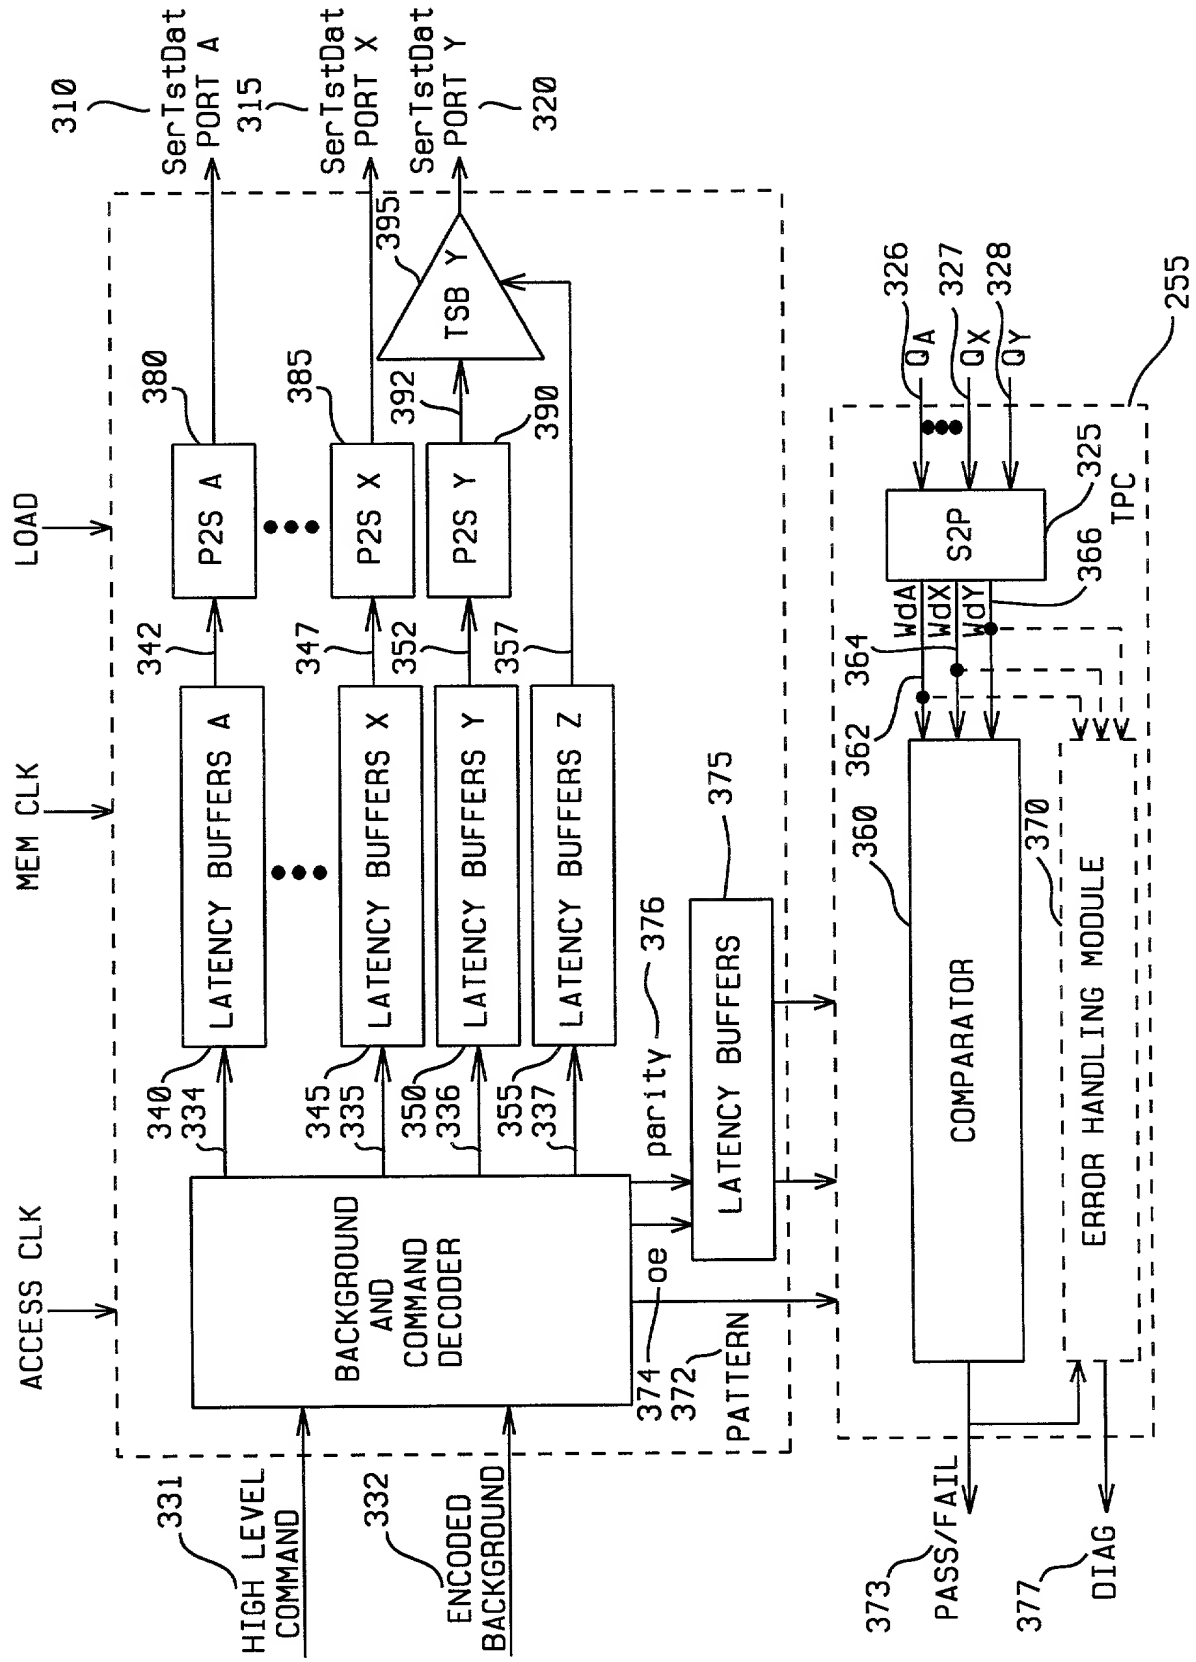 ACCESS CLK
MEM CLK
LOAD
331
HIGH LEVEL
COMMAND
332
ENCODED
BACKGROUND
BACKGROUND
AND
COMMAND
DECODER
340
334
LATENCY BUFFERS A
342
380
P2S A
310
SerTstDat
PORT A
345
335
LATENCY BUFFERS X
347
385
P2S X
315
SerTstDat
PORT X
350
336
LATENCY BUFFERS Y
352
P2S Y
390
392
TSB Y
395
SerTstDat
PORT Y
320
355
337
LATENCY BUFFERS Z
357
parity
376
374
oe
372
PATTERN
LATENCY BUFFERS
375
373
PASS/FAIL
377
DIAG
360
COMPARATOR
370
ERROR HANDLING MODULE
362
364
366
WdA
WdX
WdY
S2P
325
TPC
255
QA
326
QX
327
QY
328